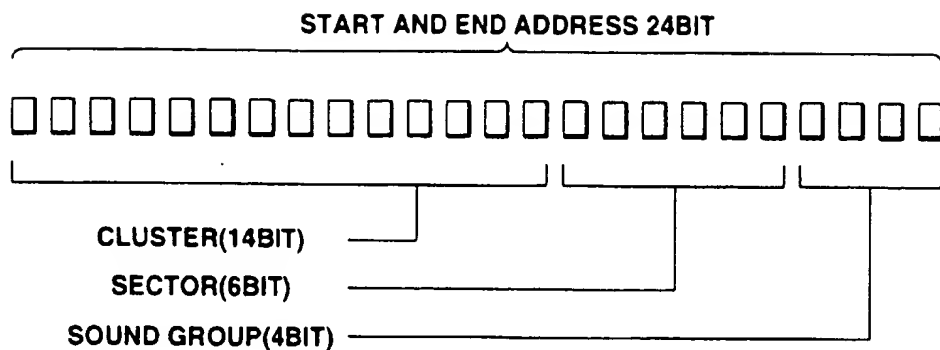 START AND END ADDRESS 24BIT
CLUSTER(14BIT)
SECTOR(6BIT)
SOUND GROUP(4BIT)